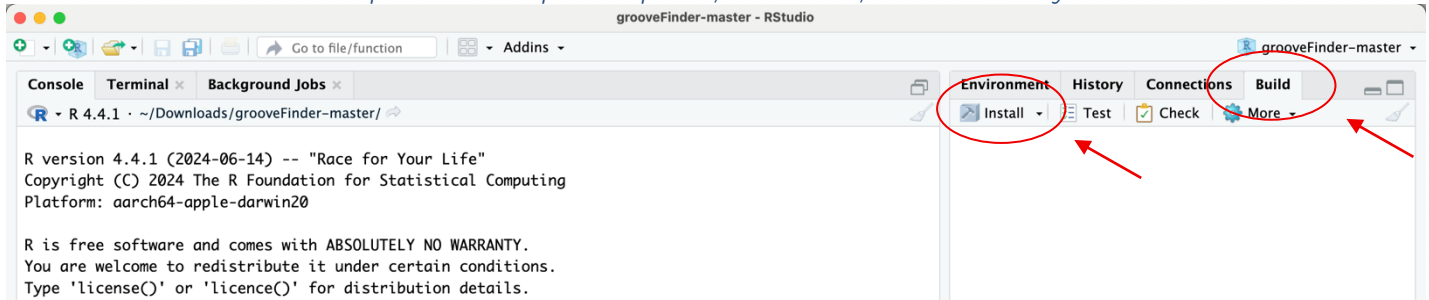 grooveFinder-master - RStudio
Go to file/function
Addins
grooveFinder-master
Console Terminal Background Jobs
Environment History Connections Build
R 4.4.1 · ~/Downloads/grooveFinder-master/
Install Test Check More
R version 4.4.1 (2024-06-14) -- "Race for Your Life"
Copyright (C) 2024 The R Foundation for Statistical Computing
Platform: aarch64-apple-darwin20
R is free software and comes with ABSOLUTELY NO WARRANTY.
You are welcome to redistribute it under certain conditions.
Type 'license()' or 'licence()' for distribution details.